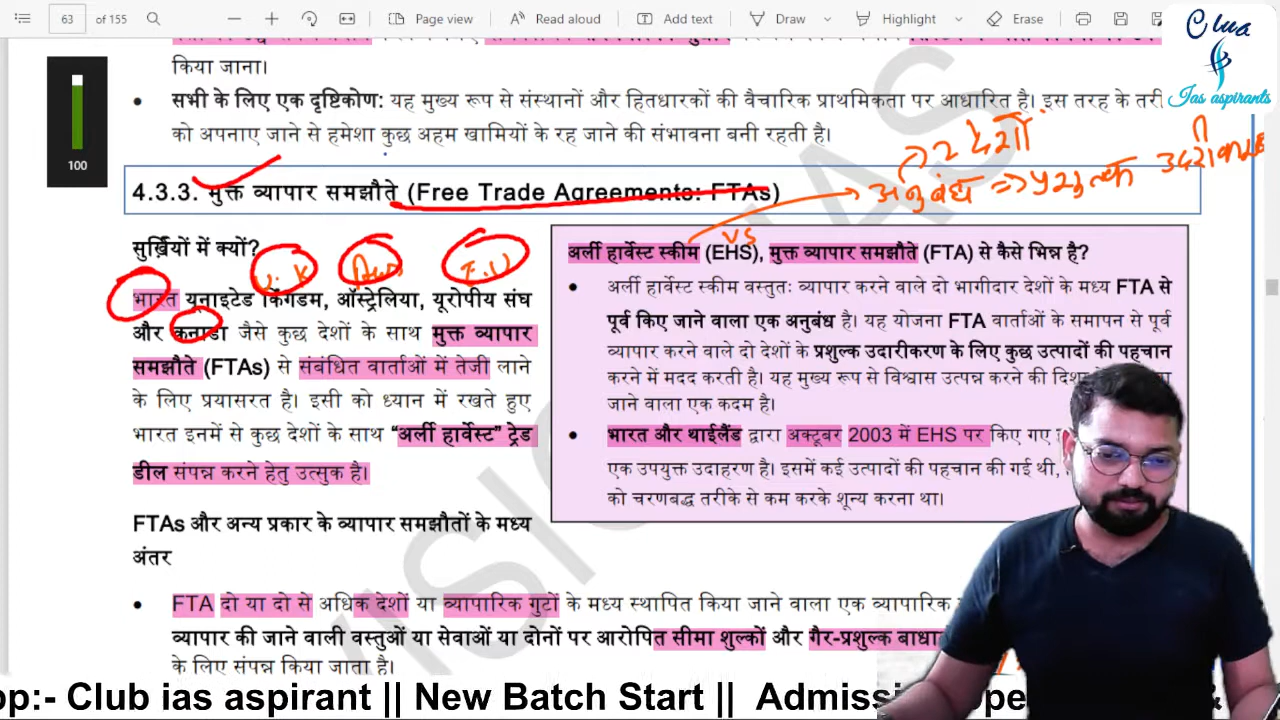 63 of 155 Page view Read aloud Add text Draw Highlight Erase
Club
Ias aspirants
किया जाना।
• सभी के लिए एक दृष्टिकोण: यह मुख्य रूप से संस्थानों और हितधारकों की वैचारिक प्राथमिकता पर आधारित है। इस तरह के तरी
को अपनाए जाने से हमेशा कुछ अहम खामियों के रह जाने की संभावना बनी रहती है।
100
2 देशों
4.3.3. मुक्त व्यापार समझौते (Free Trade Agreements: FTAs)
अनुबंध => प्रशुल्क
VS
सुर्ख़ियों में क्यों?
U.K Aus E.U
भारत यूनाइटेड किंगडम, ऑस्ट्रेलिया, यूरोपीय संघ
और कनाडा जैसे कुछ देशों के साथ मुक्त व्यापार
समझौते (FTAs) से संबंधित वार्ताओं में तेजी लाने
के लिए प्रयासरत है। इसी को ध्यान में रखते हुए
भारत इनमें से कुछ देशों के साथ "अर्ली हार्वेस्ट" ट्रेड
डील संपन्न करने हेतु उत्सुक है।
अर्ली हार्वेस्ट स्कीम (EHS), मुक्त व्यापार समझौते (FTA) से कैसे भिन्न है?
• अर्ली हार्वेस्ट स्कीम वस्तुतः व्यापार करने वाले दो भागीदार देशों के मध्य FTA से
पूर्व किए जाने वाला एक अनुबंध है। यह योजना FTA वार्ताओं के समापन से पूर्व
व्यापार करने वाले दो देशों के प्रशुल्क उदारीकरण के लिए कुछ उत्पादों की पहचान
करने में मदद करती है। यह मुख्य रूप से विश्वास उत्पन्न करने की
जाने वाला एक कदम है।
• भारत और थाईलैंड द्वारा अक्टूबर 2003 में EHS पर किए गए
एक उपयुक्त उदाहरण है। इसमें कई उत्पादों की पहचान की गई थी,
को चरणबद्ध तरीके से कम करके शून्य करना था।
FTAs और अन्य प्रकार के व्यापार समझौतों के मध्य
अंतर
• FTA दो या दो से अधिक देशों या व्यापारिक गुटों के मध्य स्थापित किया जाने वाला एक व्यापारिक
व्यापार की जाने वाली वस्तुओं या सेवाओं या दोनों पर आरोपित सीमा शुल्कों और गैर-प्रशुल्क
के लिए संपन्न किया जाता है।
pp:- Club ias aspirant || New Batch Start || Admissi